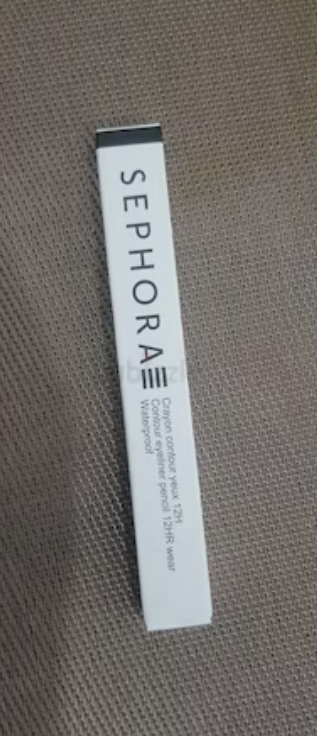 SEPHORA
Crayon contour yeux 12H
Contour eyeliner pencil 12HR wear
Waterproof